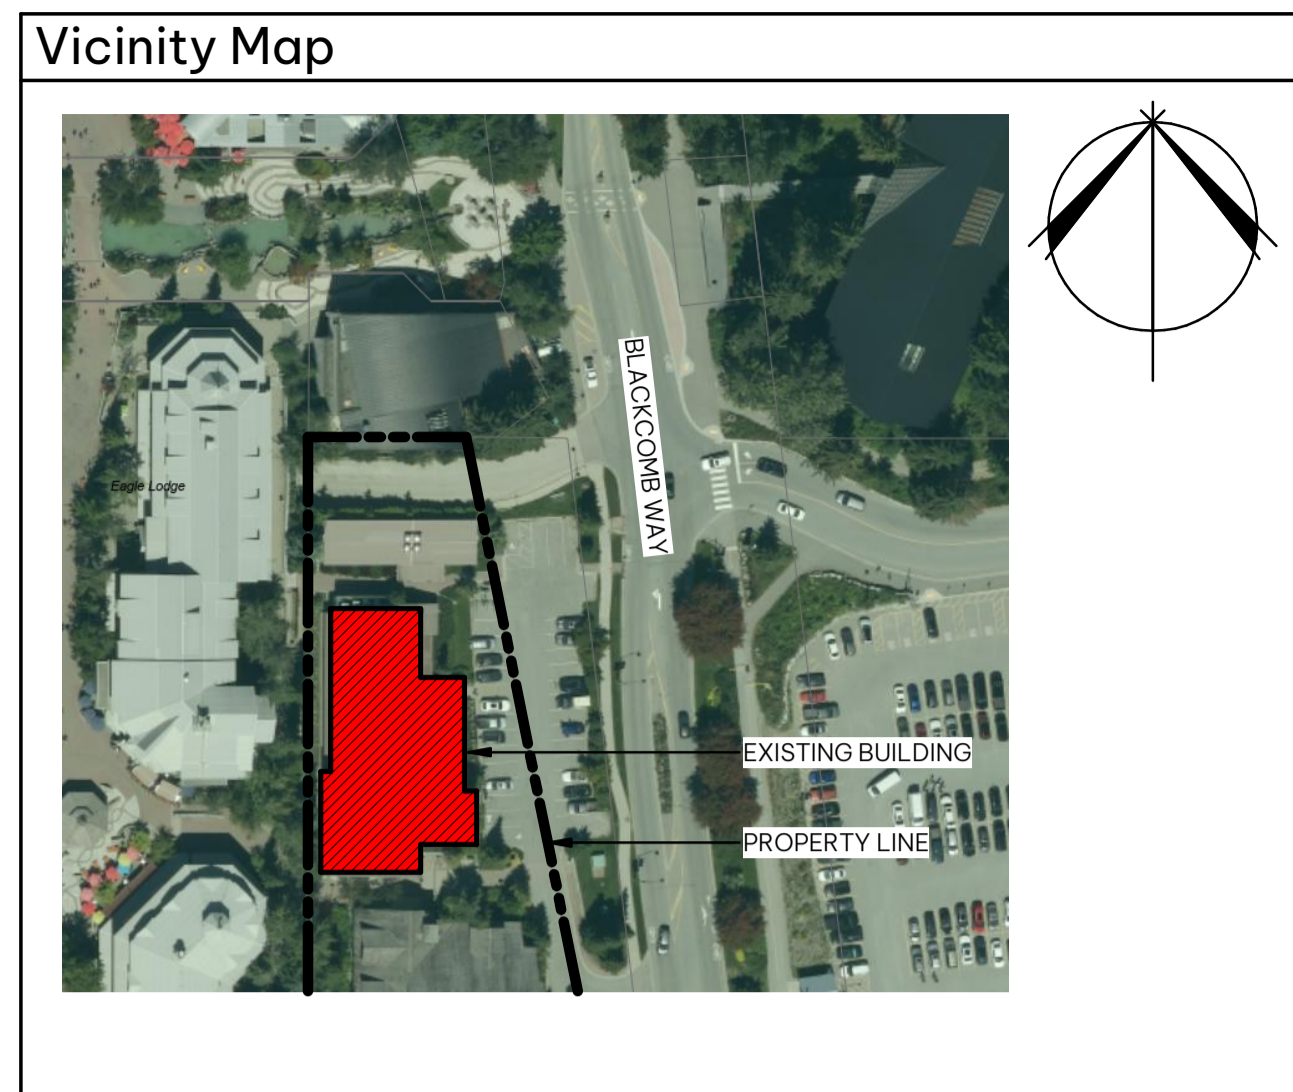 Vicinity Map
BLACKCOMB WAY
Eagle Lodge
EXISTING BUILDING
PROPERTY LINE